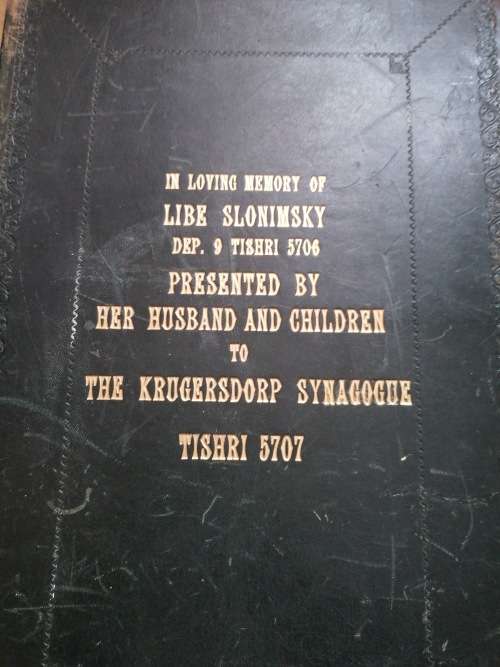 IN LOVING MEMORY OF
LIBE SLONIMSKY
DEP. 9 TISHRI 5706
PRESENTED BY
HER HUSBAND AND CHILDREN
TO
THE KRUGERSDORP SYNAGOGUE
TISHRI 5707